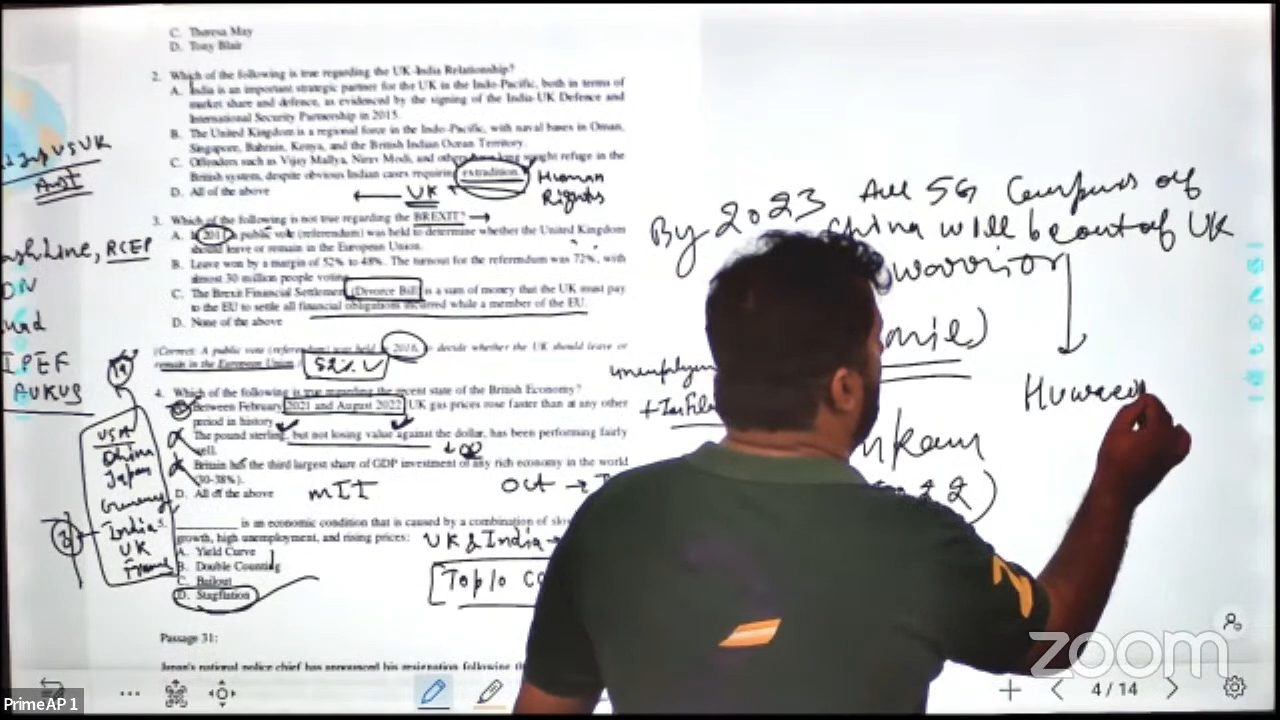 C. Theresa May
D. Tony Blair
2. Which of the following is true regarding the UK-India Relationship?
A. India is an important strategic partner for the UK in the Indo-Pacific, both in terms of
market share and defence, as evidenced by the signing of the India-UK Defence and
International Security Partnership in 2015.
B. The United Kingdom is a regional force in the Indo-Pacific, with naval bases in Oman,
Singapore, Bahrain, Kenya, and the British Indian Ocean Territory.
C. Offenders such as Vijay Mallya, Nirav Modi, and others have long sought refuge in the
British system, despite obvious Indian cases requiring extradition.
D. All of the above
UK
Human
Rights
3. Which of the following is not true regarding the BREXIT?
A. In 2017 a public vote (referendum) was held to determine whether the United Kingdom
should leave or remain in the European Union.
B. Leave won by a margin of 52% to 48%. The turnout for the referendum was 72%, with
almost 30 million people voting.
C. The Brexit Financial Settlement (Divorce Bill) is a sum of money that the UK must pay
to the EU to settle all financial obligations incurred while a member of the EU.
D. None of the above
(Correct: A public vote (referendum) was held in 2016, to decide whether the UK should leave or
remain in the European Union.
52%
4. Which of the following is true regarding the recent state of the British Economy?
Between February 2021 and August 2022, UK gas prices rose faster than at any other
period in history.
The pound sterling, but not losing value against the dollar, has been performing fairly
well.
Britain has the third largest share of GDP investment of any rich economy in the world
(30-38%).
D. All of the above
MIT
Oct
5. is an economic condition that is caused by a combination of
growth, high unemployment, and rising prices:
A. Yield Curve
B. Double Counting
C. Bailout
D. Stagflation
UK & India
Top 10
Passage 31:
Japan's national police chief has announced his resignation following
US UK
Aust
RCEP
IPEF
AUKUS
USA
China
Japan
Germany
India
UK
France
By 2023 All 5G of
China will be out of UK
warrior
Huwaei
zoom
4 / 14
PrimeAP 1